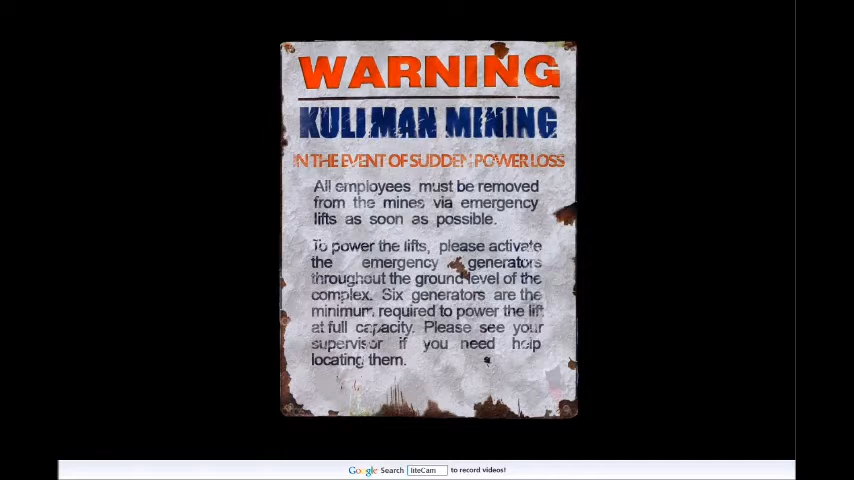 WARNING
KULLMAN MINING
IN THE EVENT OF SUDDEN POWER LOSS
All employees must be removed
from the mines via emergency
lifts as soon as possible.
To power the lifts, please activate
the emergency generators
throughout the ground level of the
complex. Six generators are the
minimum required to power the lift
at full capacity. Please see your
supervisor if you need help
locating them.
Google Search liteCam to record videos!